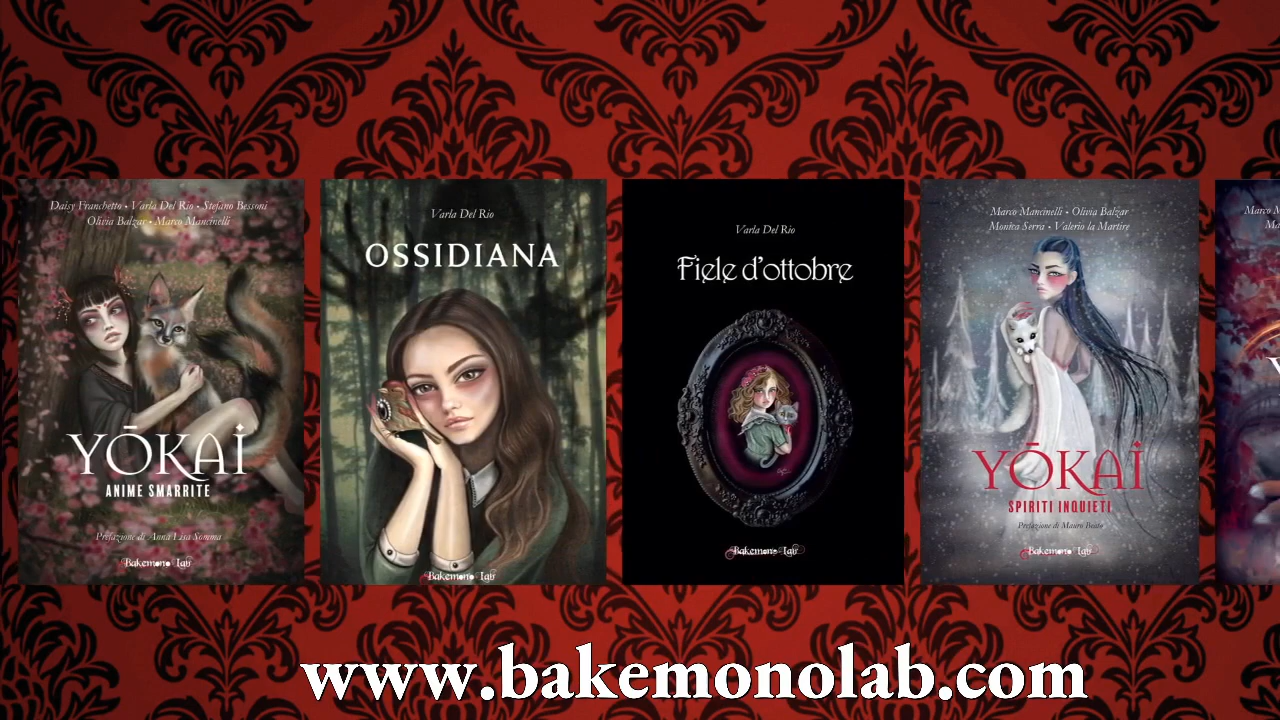 Daisy Franchetto • Varla Del Rio • Stefano Bessoni
Olivia Balzar • Marco Mancinelli
YŌKAI
ANIME SMARRITE
Prefazione di Anna Lisa Somma
Bakemono Lab
Varla Del Rio
OSSIDIANA
Bakemono Lab
Varla Del Rio
Fiele d'ottobre
Bakemono Lab
Marco Mancinelli • Olivia Balzar
Monica Serra • Valerio la Martire
YŌKAI
SPIRITI INQUIETI
Prefazione di Mauro Boato
Bakemono Lab
www.bakemonolab.com